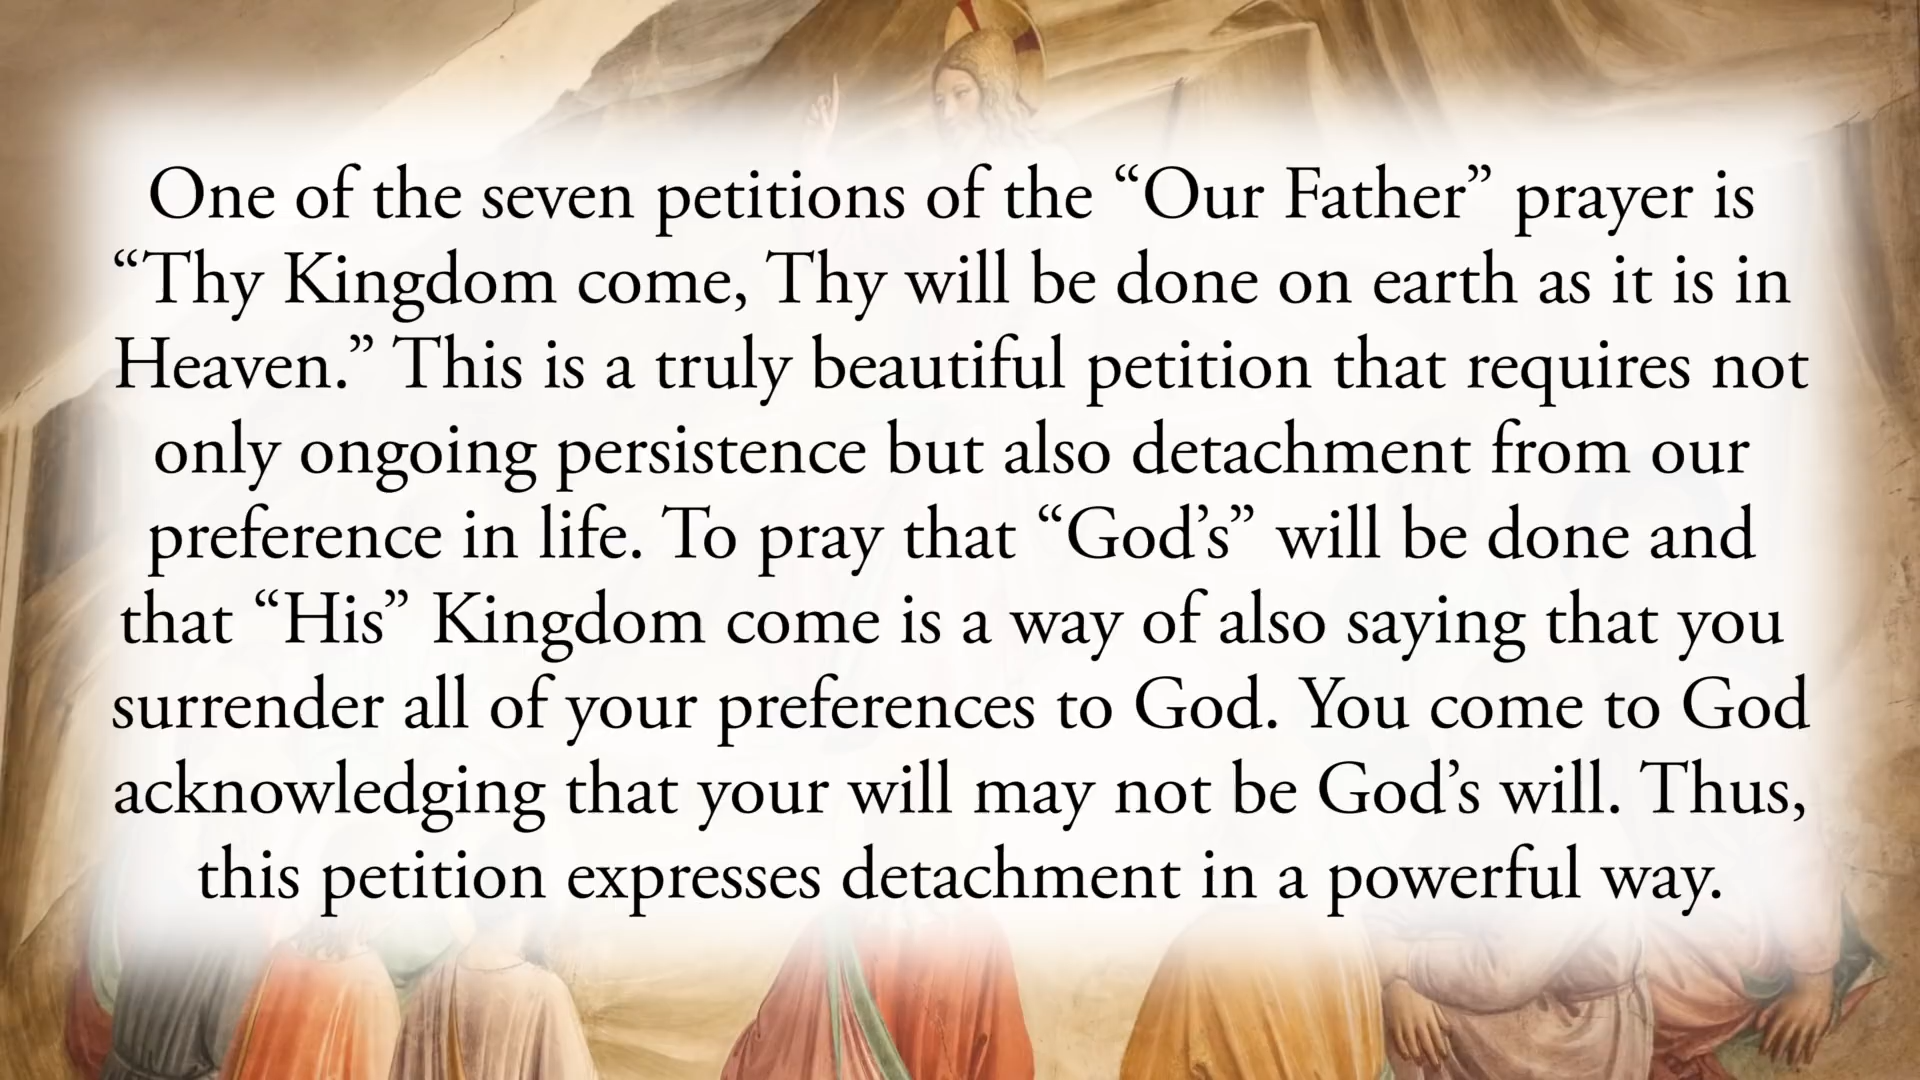 One of the seven petitions of the “Our Father” prayer is
“Thy Kingdom come, Thy will be done on earth as it is in
Heaven.” This is a truly beautiful petition that requires not
only ongoing persistence but also detachment from our
preference in life. To pray that “God’s” will be done and
that “His” Kingdom come is a way of also saying that you
surrender all of your preferences to God. You come to God
acknowledging that your will may not be God’s will. Thus,
this petition expresses detachment in a powerful way.